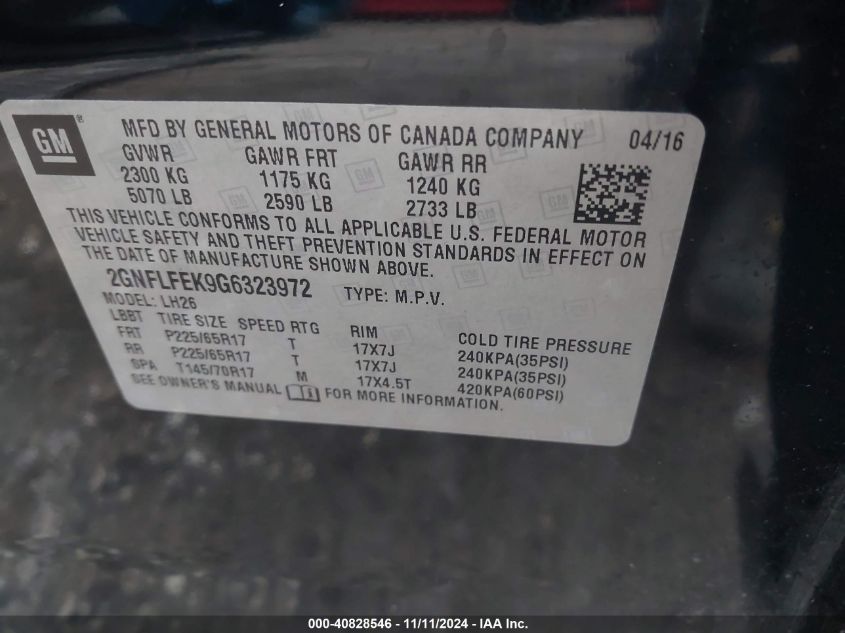 GM ® MFD BY GENERAL MOTORS OF CANADA COMPANY 04/16
GVWR GAWR FRT GAWR RR
2300 KG 1175 KG 1240 KG
5070 LB 2590 LB 2733 LB
THIS VEHICLE CONFORMS TO ALL APPLICABLE U.S. FEDERAL MOTOR
VEHICLE SAFETY AND THEFT PREVENTION STANDARDS IN EFFECT ON
THE DATE OF MANUFACTURE SHOWN ABOVE.
2GNFLFEK9G6323972 TYPE: M.P.V.
MODEL: LH26
LBBT TIRE SIZE SPEED RTG RIM COLD TIRE PRESSURE
FRT P225/65R17 T 17X7J 240KPA(35PSI)
RR P225/65R17 T 17X7J 240KPA(35PSI)
SPA T145/70R17 M 17X4.5T 420KPA(60PSI)
SEE OWNER'S MANUAL FOR MORE INFORMATION.
000-40828546 - 11/11/2024 - IAA Inc.